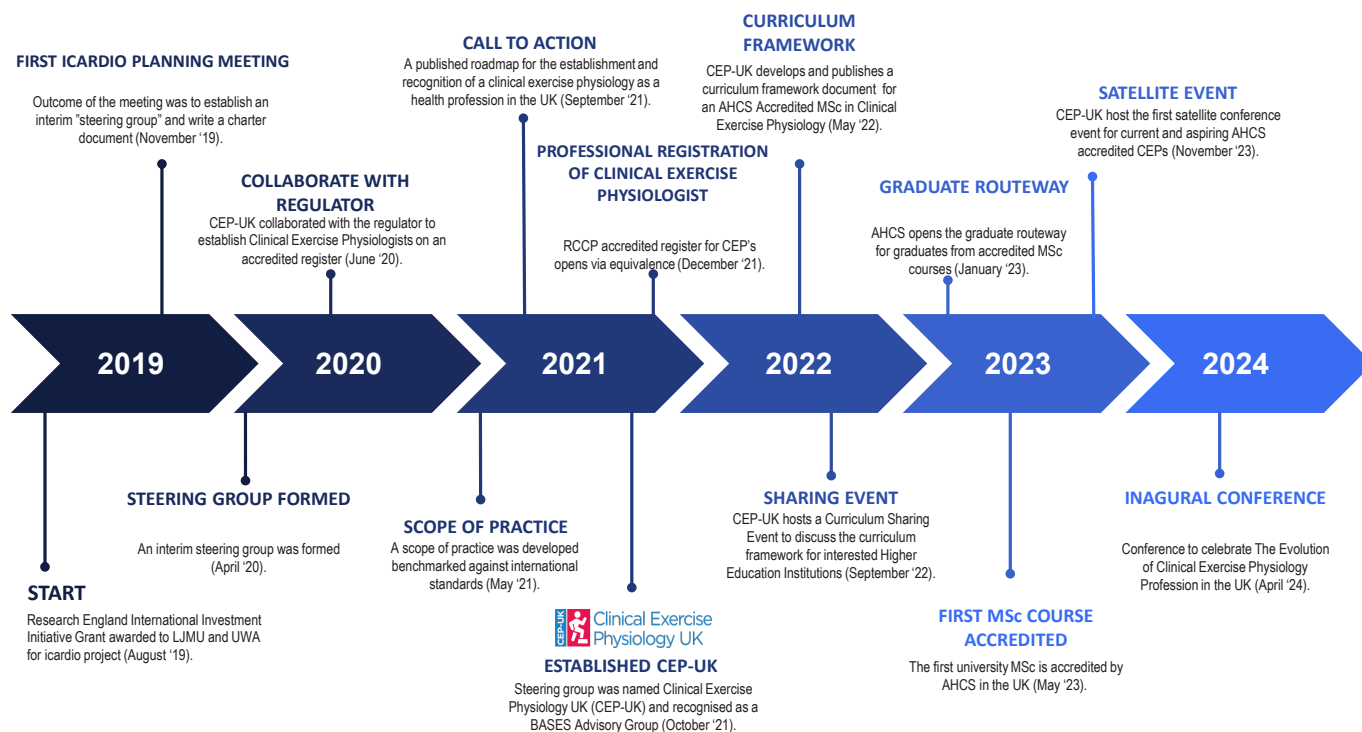 FIRST ICARDIO PLANNING MEETING
Outcome of the meeting was to establish an
interim "steering group" and write a charter
document (November '19).
COLLABORATE WITH
REGULATOR
CEP-UK collaborated with the regulator to
establish Clinical Exercise Physiologists on an
accredited register (June '20).
CALL TO ACTION
A published roadmap for the establishment and
recognition of a clinical exercise physiology as a
health profession in the UK (September '21).
PROFESSIONAL REGISTRATION
OF CLINICAL EXERCISE
PHYSIOLOGIST
RCCP accredited register for CEP's
opens via equivalence (December '21).
CURRICULUM
FRAMEWORK
CEP-UK develops and publishes a
curriculum framework document for
an AHCS Accredited MSc in Clinical
Exercise Physiology (May '22).
GRADUATE ROUTEWAY
AHCS opens the graduate routeway
for graduates from accredited MSc
courses (January '23).
SATELLITE EVENT
CEP-UK host the first satellite conference
event for current and aspiring AHCS
accredited CEPs (November '23).
2019
2020
2021
2022
2023
2024
START
Research England International Investment
Initiative Grant awarded to LJMU and UWA
for icardio project (August '19).
STEERING GROUP FORMED
An interim steering group was formed
(April '20).
SCOPE OF PRACTICE
A scope of practice was developed
benchmarked against international
standards (May '21).
CEP-UK
Clinical Exercise
Physiology UK
ESTABLISHED CEP-UK
Steering group was named Clinical Exercise
Physiology UK (CEP-UK) and recognised as a
BASES Advisory Group (October '21).
SHARING EVENT
CEP-UK hosts a Curriculum Sharing
Event to discuss the curriculum
framework for interested Higher
Education Institutions (September '22).
FIRST MSc COURSE
ACCREDITED
The first university MSc is accredited by
AHCS in the UK (May '23).
INAGURAL CONFERENCE
Conference to celebrate The Evolution
of Clinical Exercise Physiology
Profession in the UK (April '24).